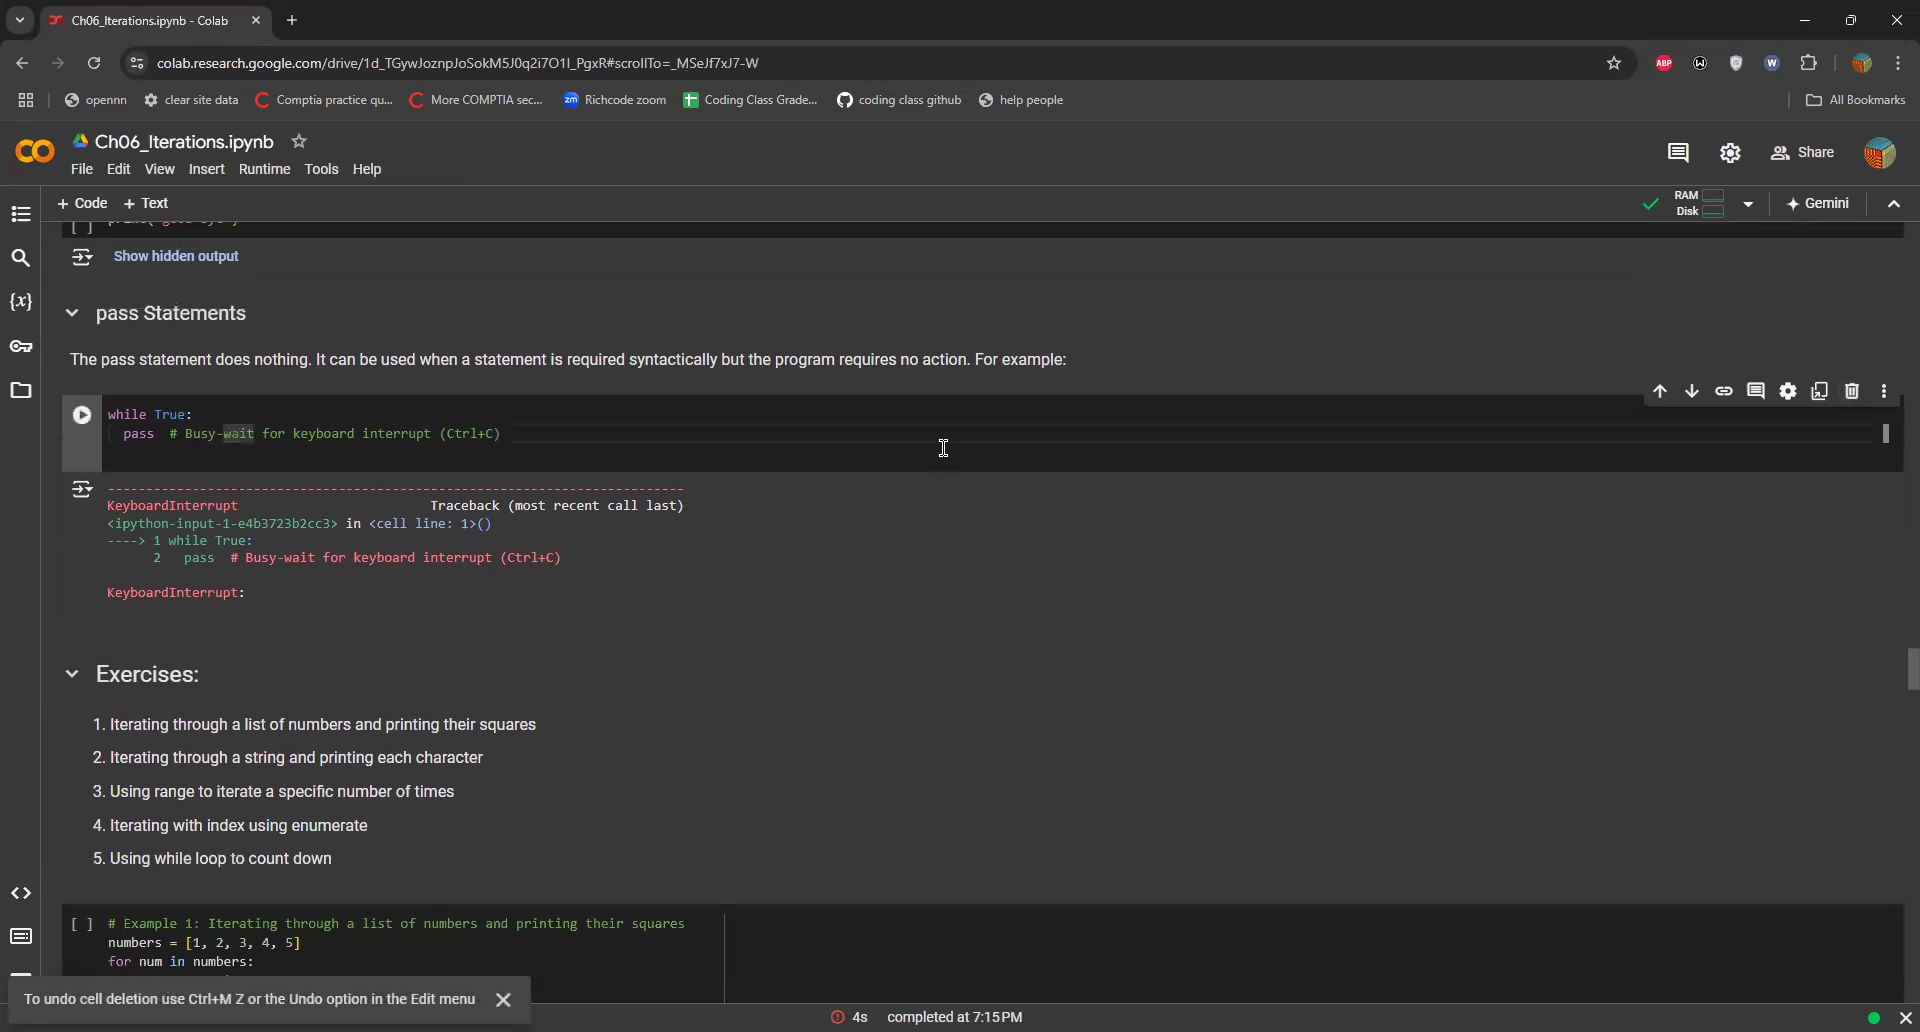 Ch06_Iterations.ipynb - Colab
colab.research.google.com/drive/1d_TGywJoznpJoSokM5J0q2i7O1l_PgxR#scrollTo=_MSeJf7xJ7-W
ABP
opennn
clear site data
Comptia practice qu...
More COMPTIA sec...
zm Richcode zoom
Coding Class Grade...
coding class github
help people
All Bookmarks
Ch06_Iterations.ipynb
File Edit View Insert Runtime Tools Help
Share
+ Code + Text
RAM
Disk
Gemini
[ ]
Show hidden output
pass Statements
The pass statement does nothing. It can be used when a statement is required syntactically but the program requires no action. For example:
while True:
pass # Busy-wait for keyboard interrupt (Ctrl+C)
---------------------------------------------------------------------------
KeyboardInterrupt Traceback (most recent call last)
<ipython-input-1-e4b3723b2cc3> in <cell line: 1>()
----> 1 while True:
2 pass # Busy-wait for keyboard interrupt (Ctrl+C)
KeyboardInterrupt:
Exercises:
1. Iterating through a list of numbers and printing their squares
2. Iterating through a string and printing each character
3. Using range to iterate a specific number of times
4. Iterating with index using enumerate
5. Using while loop to count down
[ ] # Example 1: Iterating through a list of numbers and printing their squares
numbers = [1, 2, 3, 4, 5]
for num in numbers:
To undo cell deletion use Ctrl+M Z or the Undo option in the Edit menu
4s completed at 7:15 PM